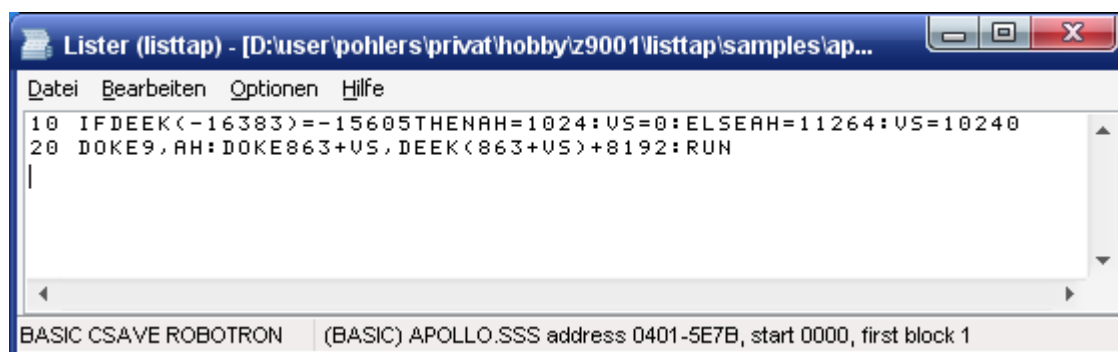 Lister (listtap) - [D:\user\pohlers\privat\hobby\z9001\listtap\samples\ap...
Datei Bearbeiten Optionen Hilfe
10 IFDEEK(-16383)=-15605THENAH=1024:VS=0:ELSEAH=11264:VS=10240
20 DOKE9,AH:DOKE863+VS,DEEK(863+VS)+8192:RUN
BASIC CSAVE ROBOTRON (BASIC) APOLLO.SSS address 0401-5E7B, start 0000, first block 1